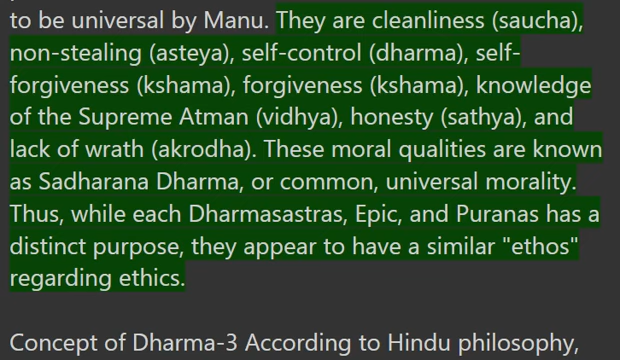 to be universal by Manu. They are cleanliness (saucha),
non-stealing (asteya), self-control (dharma), self-
forgiveness (kshama), forgiveness (kshama), knowledge
of the Supreme Atman (vidhya), honesty (sathya), and
lack of wrath (akrodha). These moral qualities are known
as Sadharana Dharma, or common, universal morality.
Thus, while each Dharmasastras, Epic, and Puranas has a
distinct purpose, they appear to have a similar "ethos"
regarding ethics.
Concept of Dharma-3 According to Hindu philosophy,